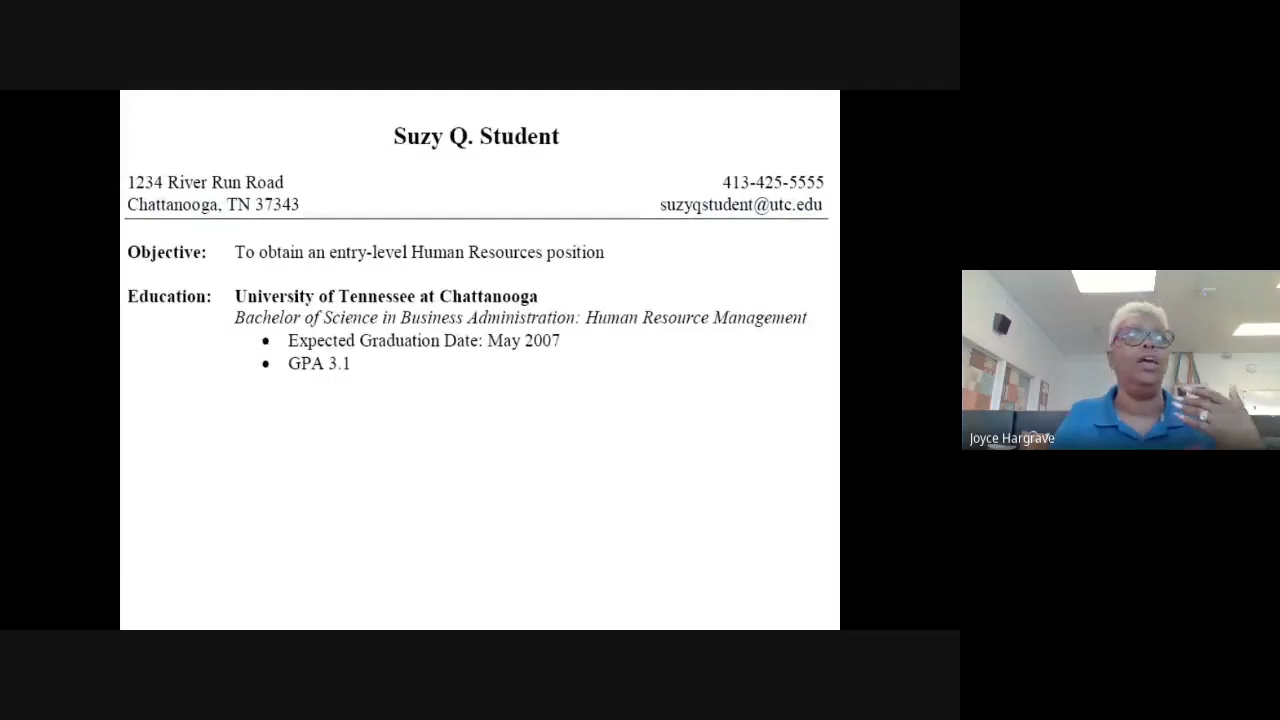 Suzy Q. Student
1234 River Run Road 413-425-5555
Chattanooga, TN 37343 suzyqstudent@utc.edu
Objective: To obtain an entry-level Human Resources position
Education: University of Tennessee at Chattanooga
Bachelor of Science in Business Administration: Human Resource Management
• Expected Graduation Date: May 2007
• GPA 3.1
Joyce Hargrave